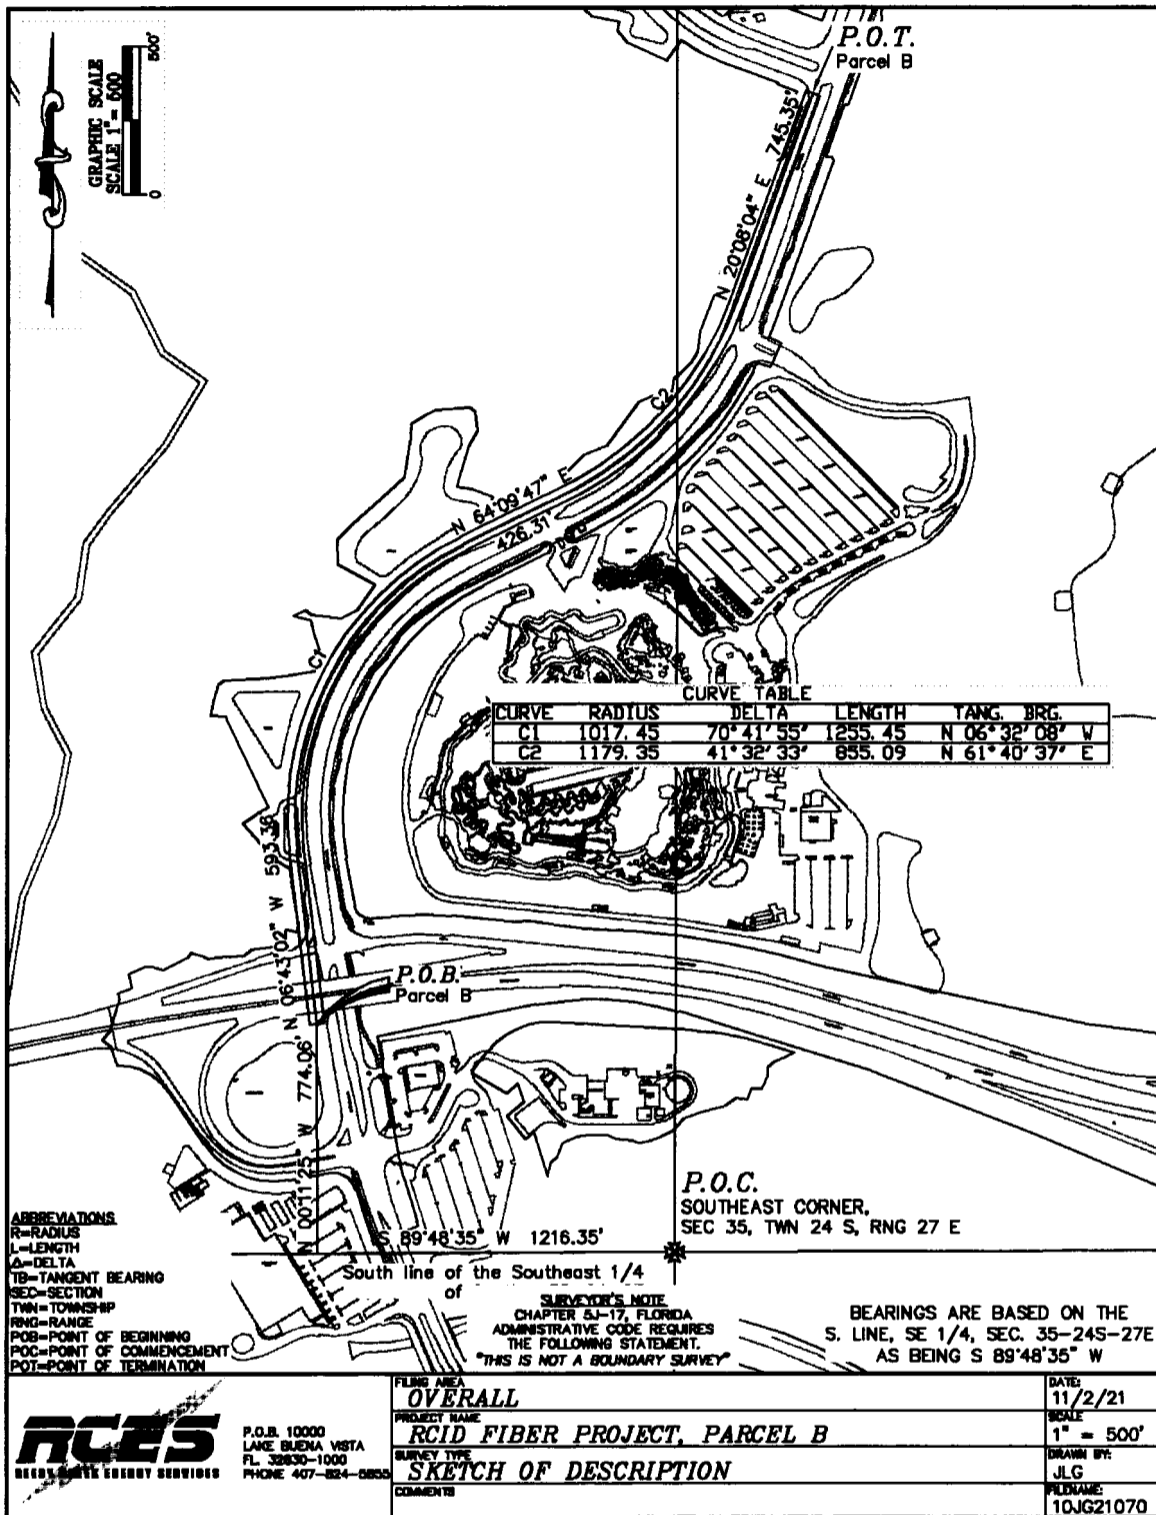 P.O.T.
Parcel B
GRAPHIC SCALE
SCALE 1" = 500
0
500'
N 20°08'04" E 745.35'
C2
N 64°09'47" E
426.31'
C1
CURVE TABLE
CURVE RADIUS DELTA LENGTH TANG. BRG.
C1 1017.45 70°41'55" 1255.45 N 06°32'08" W
C2 1179.35 41°32'33" 855.09 N 61°40'37" E
N 06°43'02" W 593.36'
P.O.B.
Parcel B
N 00°11'25" W 774.06'
P.O.C.
SOUTHEAST CORNER,
SEC 35, TWN 24 S, RNG 27 E
S 89°48'35" W 1216.35'
South line of the Southeast 1/4
of
ABBREVIATIONS
R=RADIUS
L=LENGTH
Δ=DELTA
TB=TANGENT BEARING
SEC=SECTION
TWN=TOWNSHIP
RNG=RANGE
POB=POINT OF BEGINNING
POC=POINT OF COMMENCEMENT
POT=POINT OF TERMINATION
SURVEYOR'S NOTE
CHAPTER 5J-17, FLORIDA
ADMINISTRATIVE CODE REQUIRES
THE FOLLOWING STATEMENT.
"THIS IS NOT A BOUNDARY SURVEY"
BEARINGS ARE BASED ON THE
S. LINE, SE 1/4, SEC. 35-24S-27E
AS BEING S 89°48'35" W
RCES
REEDY CREEK ENERGY SERVICES
P.O.B. 10000
LAKE BUENA VISTA
FL. 32830-1000
PHONE 407-824-
FILING AREA
OVERALL
PROJECT NAME
RCID FIBER PROJECT, PARCEL B
SURVEY TYPE
SKETCH OF DESCRIPTION
COMMENTS
DATE:
11/2/21
SCALE
1" = 500'
DRAWN BY:
JLG
FILENAME:
10JG21070